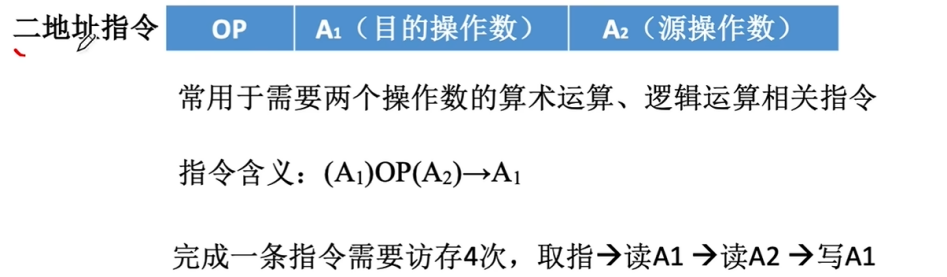 二地址指令 OP A₁（目的操作数） A₂（源操作数）
常用于需要两个操作数的算术运算、逻辑运算相关指令
指令含义：(A₁)OP(A₂)→A₁
完成一条指令需要访存4次，取指→读A1→读A2→写A1